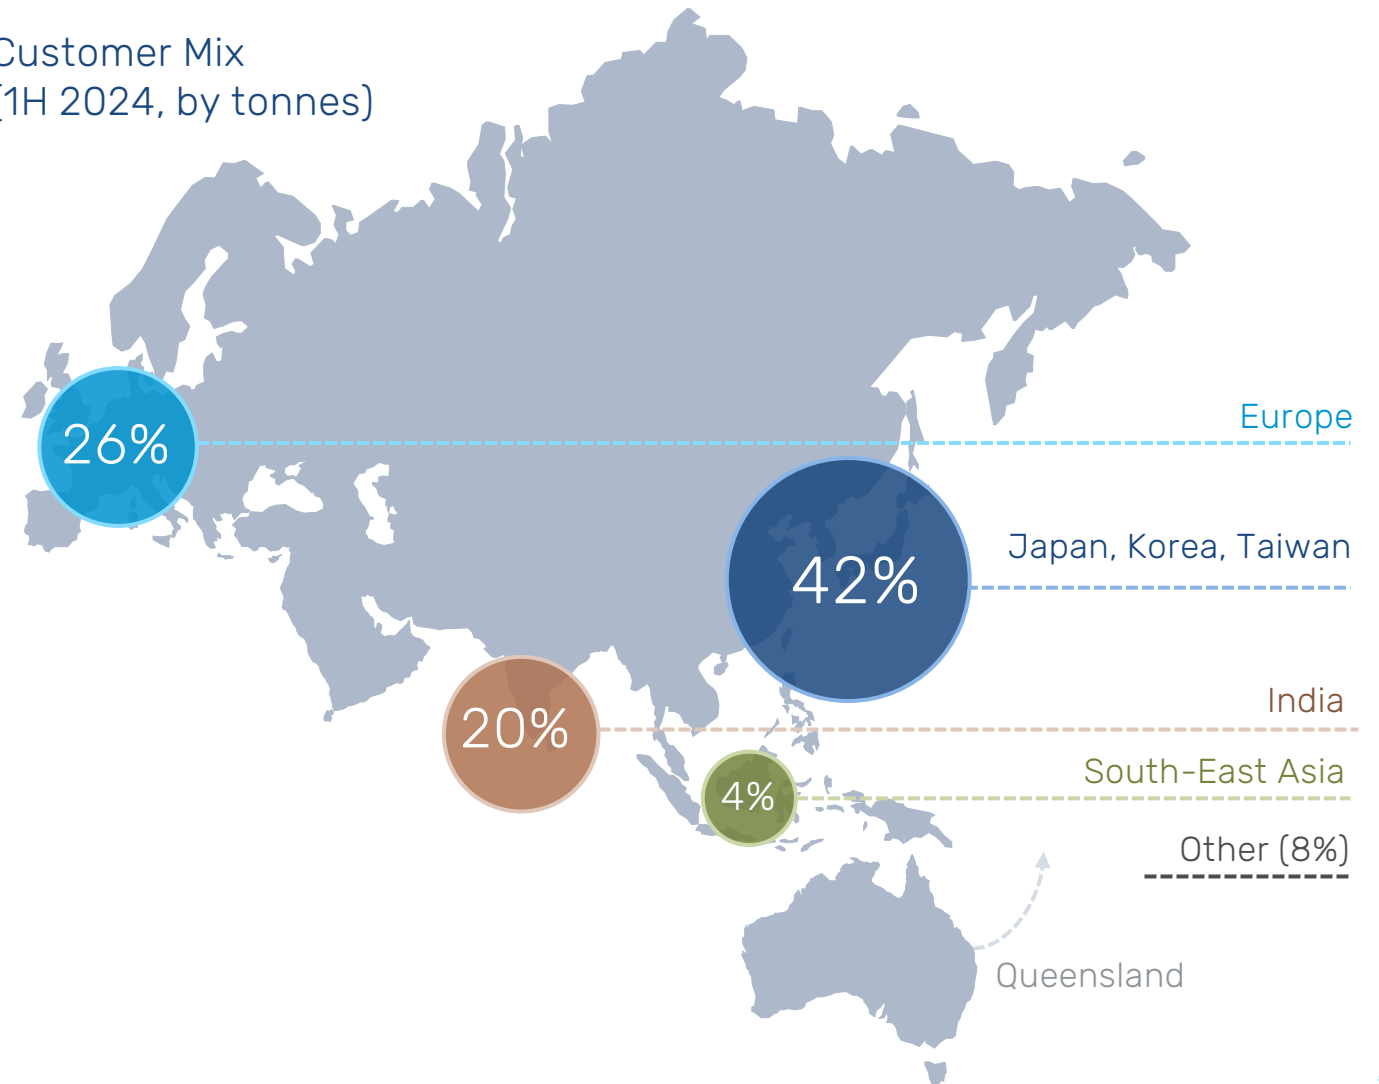 Customer Mix
(1H 2024, by tonnes)
Europe
26%
Japan, Korea, Taiwan
42%
India
20%
South-East Asia
4%
Other (8%)
Queensland